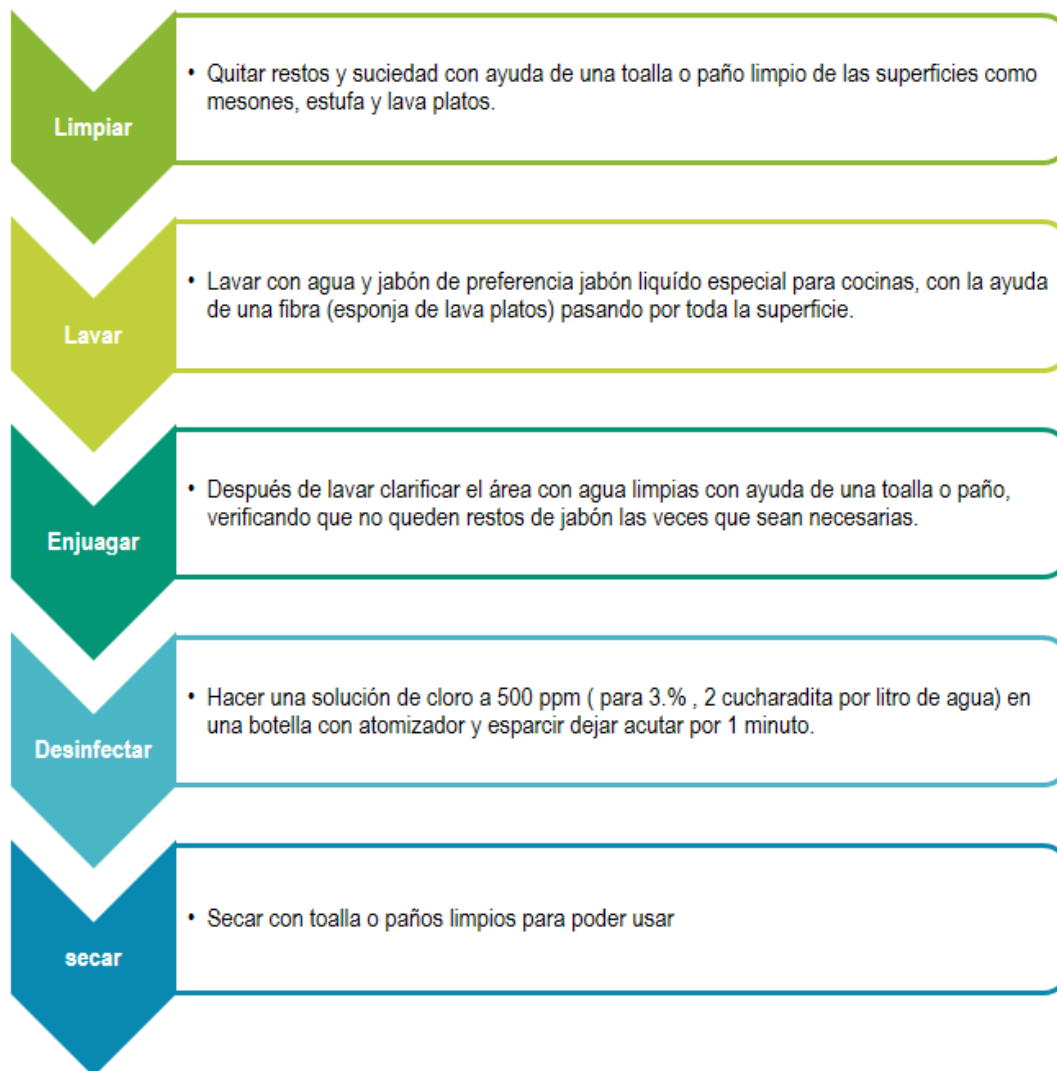 Limpiar
• Quitar restos y suciedad con ayuda de una toalla o paño limpio de las superficies como
mesones, estufa y lava platos.
Lavar
• Lavar con agua y jabón de preferencia jabón liquído especial para cocinas, con la ayuda
de una fibra (esponja de lava platos) pasando por toda la superficie.
Enjuagar
• Después de lavar clarificar el área con agua limpias con ayuda de una toalla o paño,
verificando que no queden restos de jabón las veces que sean necesarias.
Desinfectar
• Hacer una solución de cloro a 500 ppm ( para 3.% , 2 cucharadita por litro de agua) en
una botella con atomizador y esparcir dejar acutar por 1 minuto.
secar
• Secar con toalla o paños limpios para poder usar